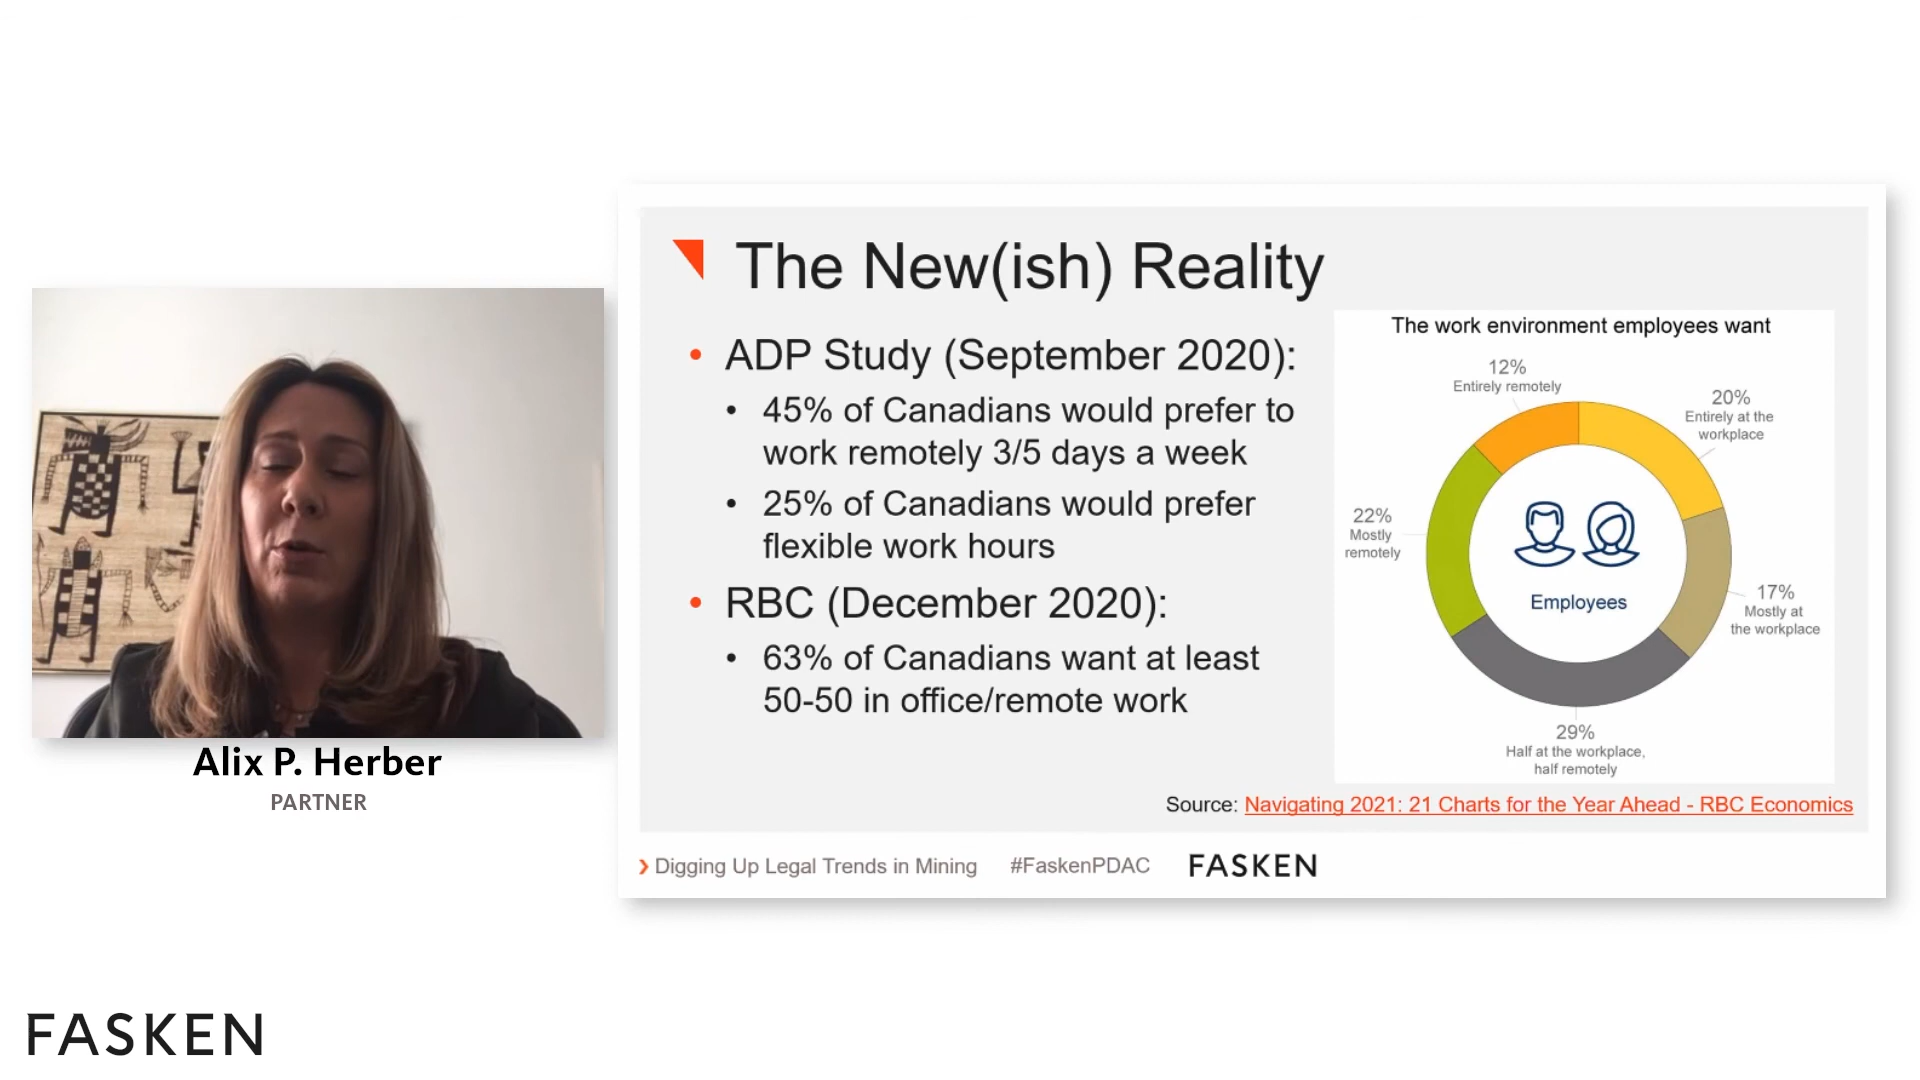 The New(ish) Reality
• ADP Study (September 2020):
• 45% of Canadians would prefer to
work remotely 3/5 days a week
• 25% of Canadians would prefer
flexible work hours
• RBC (December 2020):
• 63% of Canadians want at least
50-50 in office/remote work
The work environment employees want
12%
Entirely remotely
20%
Entirely at the
workplace
22%
Mostly
remotely
Employees
17%
Mostly at
the workplace
29%
Half at the workplace,
half remotely
Source: Navigating 2021: 21 Charts for the Year Ahead - RBC Economics
Digging Up Legal Trends in Mining #FaskenPDAC FASKEN
Alix P. Herber
PARTNER
FASKEN